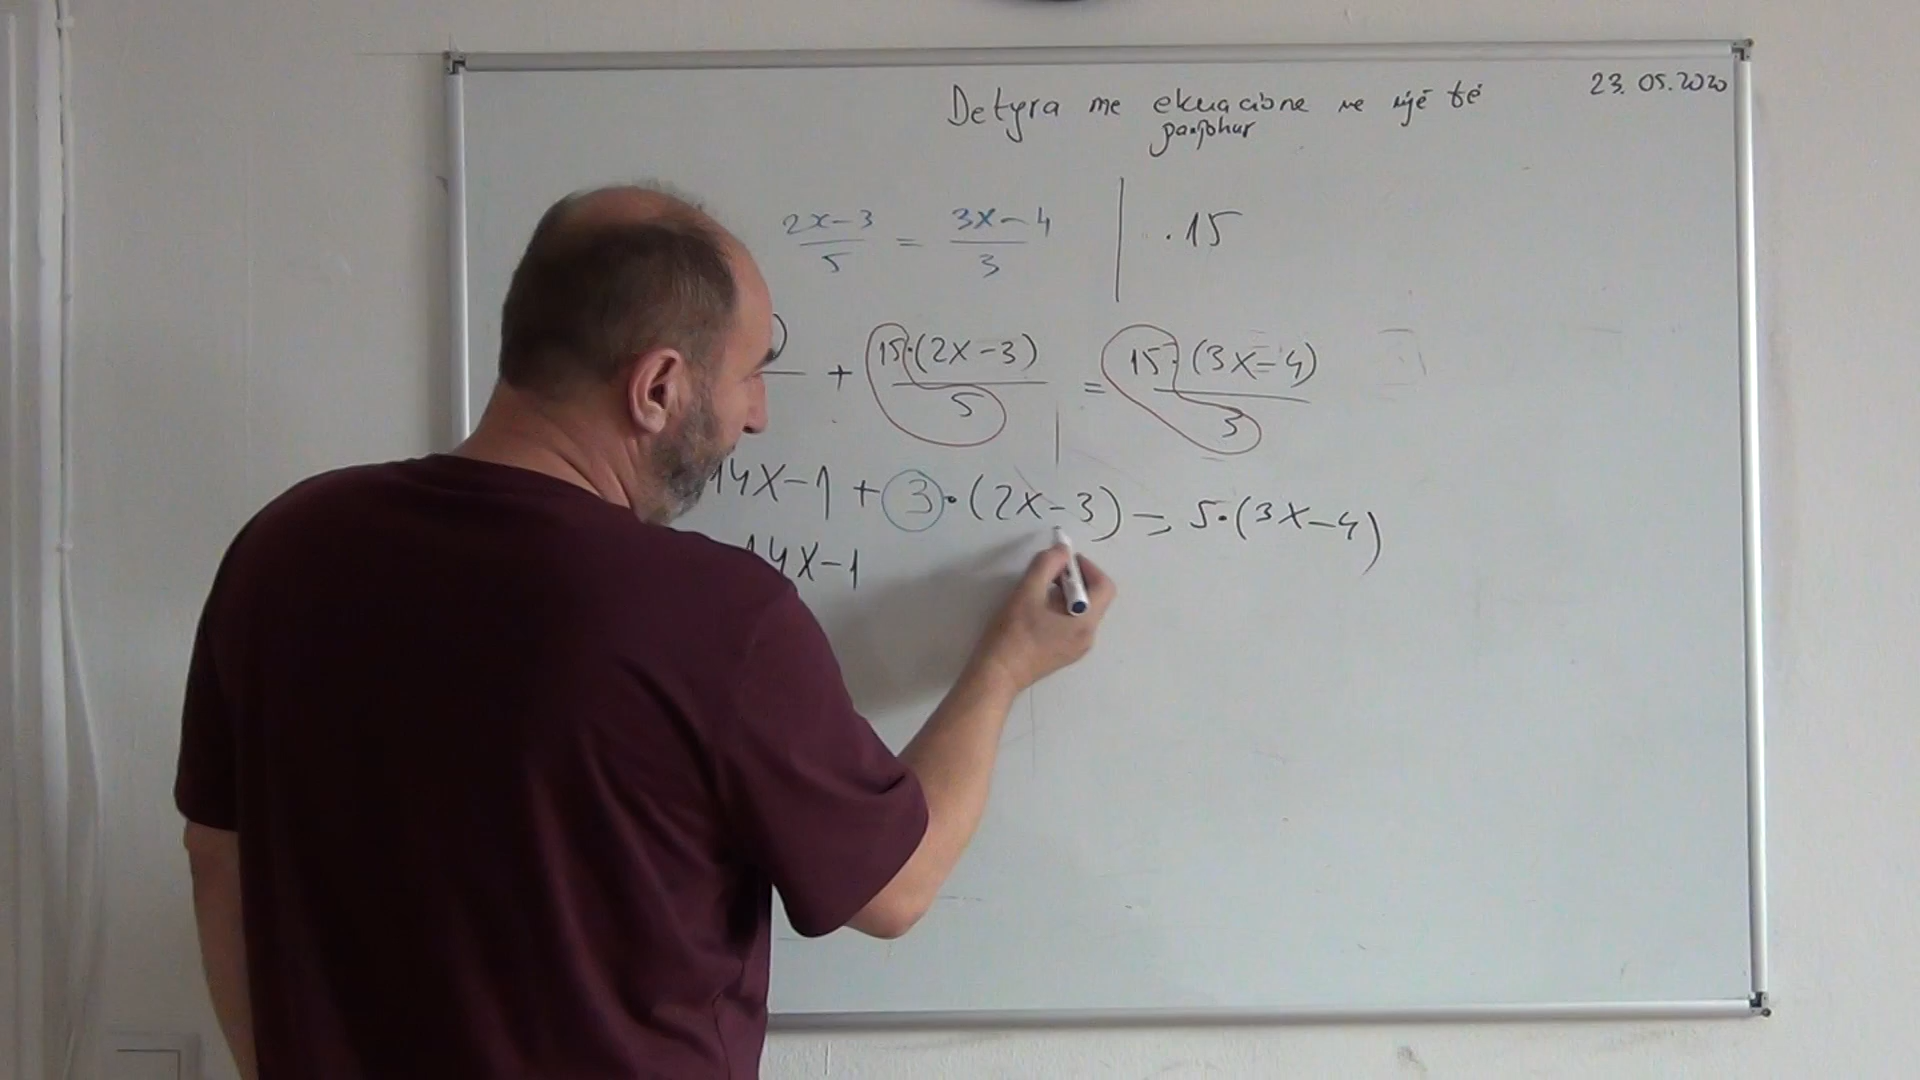 Detyra me ekuacione me një të
panjohur
23.05.2020
2x-3/5 = 3x-4/3 | ·15
) + 15·(2x-3)/5 = 15·(3x-4)/3
14x-1 + 3·(2x-3) = 5·(3x-4)
14x-1